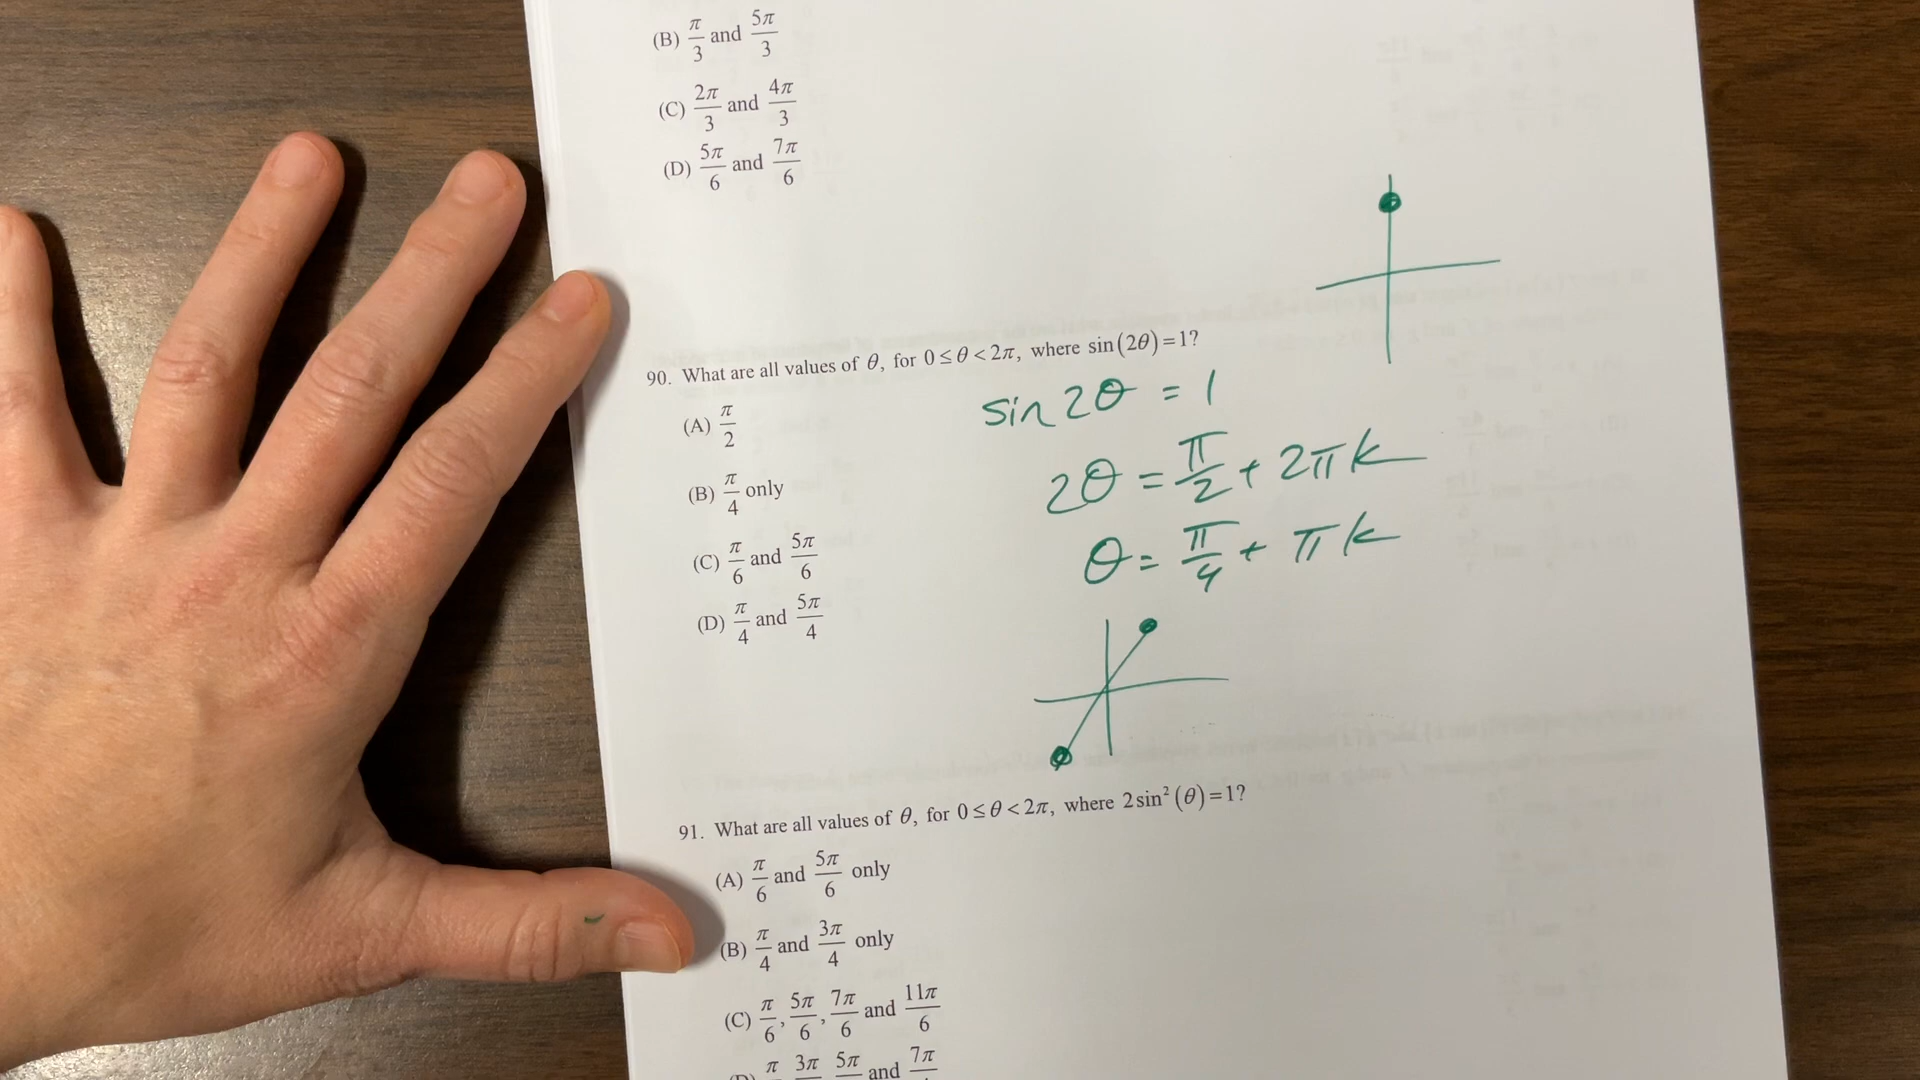 (B) π/3 and 5π/3
(C) 2π/3 and 4π/3
(D) 5π/6 and 7π/6
90. What are all values of θ, for 0 ≤ θ < 2π, where sin(2θ) = 1?
(A) π/2
(B) π/4 only
(C) π/6 and 5π/6
(D) π/4 and 5π/4
sin 2θ = 1
2θ = π/2 + 2πk
θ = π/4 + πk
91. What are all values of θ, for 0 ≤ θ < 2π, where 2 sin² (θ) = 1?
(A) π/6 and 5π/6 only
(B) π/4 and 3π/4 only
(C) π/6, 5π/6, 7π/6 and 11π/6
π 3π 5π and 7π